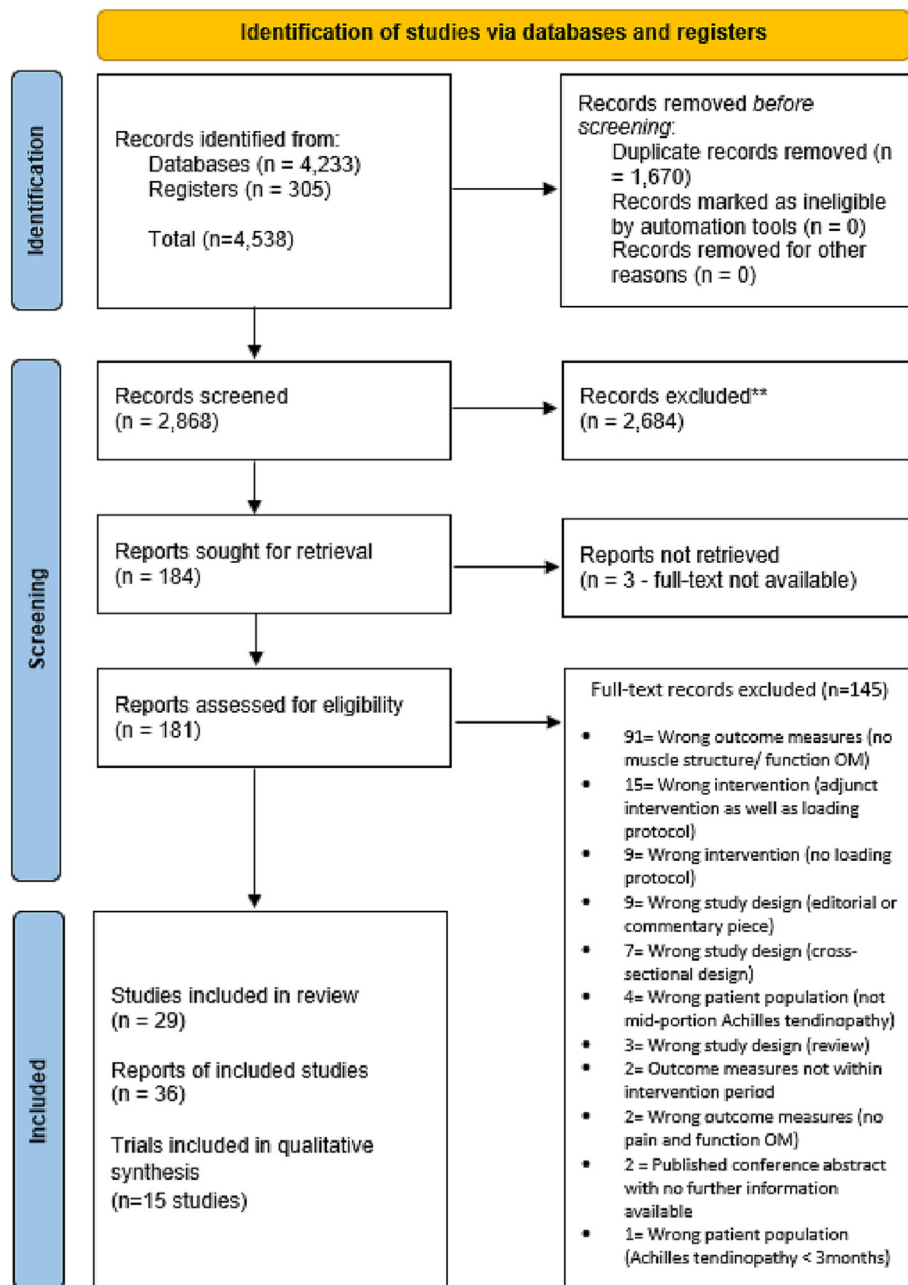 Identification of studies via databases and registers
Identification
Records identified from:
Databases (n = 4,233)
Registers (n = 305)
Total (n=4,538)
Records removed before
screening:
Duplicate records removed (n
= 1,670)
Records marked as ineligible
by automation tools (n = 0)
Records removed for other
reasons (n = 0)
Screening
Records screened
(n = 2,868)
Records excluded**
(n = 2,684)
Reports sought for retrieval
(n = 184)
Reports not retrieved
(n = 3 - full-text not available)
Reports assessed for eligibility
(n = 181)
Full-text records excluded (n=145)
• 91= Wrong outcome measures (no
muscle structure/ function OM)
• 15= Wrong intervention (adjunct
intervention as well as loading
protocol)
• 9= Wrong intervention (no loading
protocol)
• 9= Wrong study design (editorial or
commentary piece)
• 7= Wrong study design (cross-
sectional design)
• 4= Wrong patient population (not
mid-portion Achilles tendinopathy)
• 3= Wrong study design (review)
• 2= Outcome measures not within
intervention period
• 2= Wrong outcome measures (no
pain and function OM)
• 2 = Published conference abstract
with no further information
available
• 1= Wrong patient population
(Achilles tendinopathy < 3months)
Included
Studies included in review
(n = 29)
Reports of included studies
(n = 36)
Trials included in qualitative
synthesis
(n=15 studies)